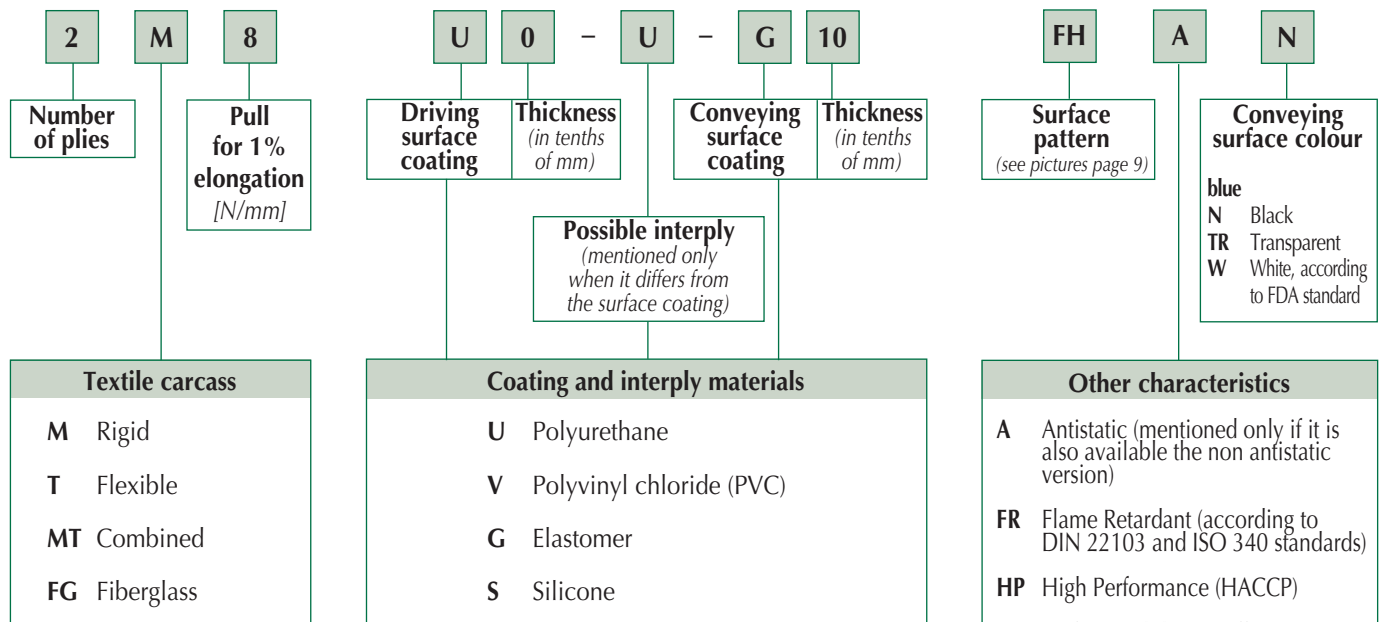 2 M 8 U 0 – U – G 10 FH A N
Number
of plies
Pull
for 1%
elongation
[N/mm]
Driving
surface
coating
Thickness
(in tenths
of mm)
Conveying
surface
coating
Thickness
(in tenths
of mm)
Surface
pattern
(see pictures page 9)
Conveying
surface colour
blue
N Black
TR Transparent
W White, according
to FDA standard
Possible interply
(mentioned only
when it differs from
the surface coating)
Textile carcass
M Rigid
T Flexible
MT Combined
FG Fiberglass
Coating and interply materials
U Polyurethane
V Polyvinyl chloride (PVC)
G Elastomer
S Silicone
Other characteristics
A Antistatic (mentioned only if it is
also available the non antistatic
version)
FR Flame Retardant (according to
DIN 22103 and ISO 340 standards)
HP High Performance (HACCP)